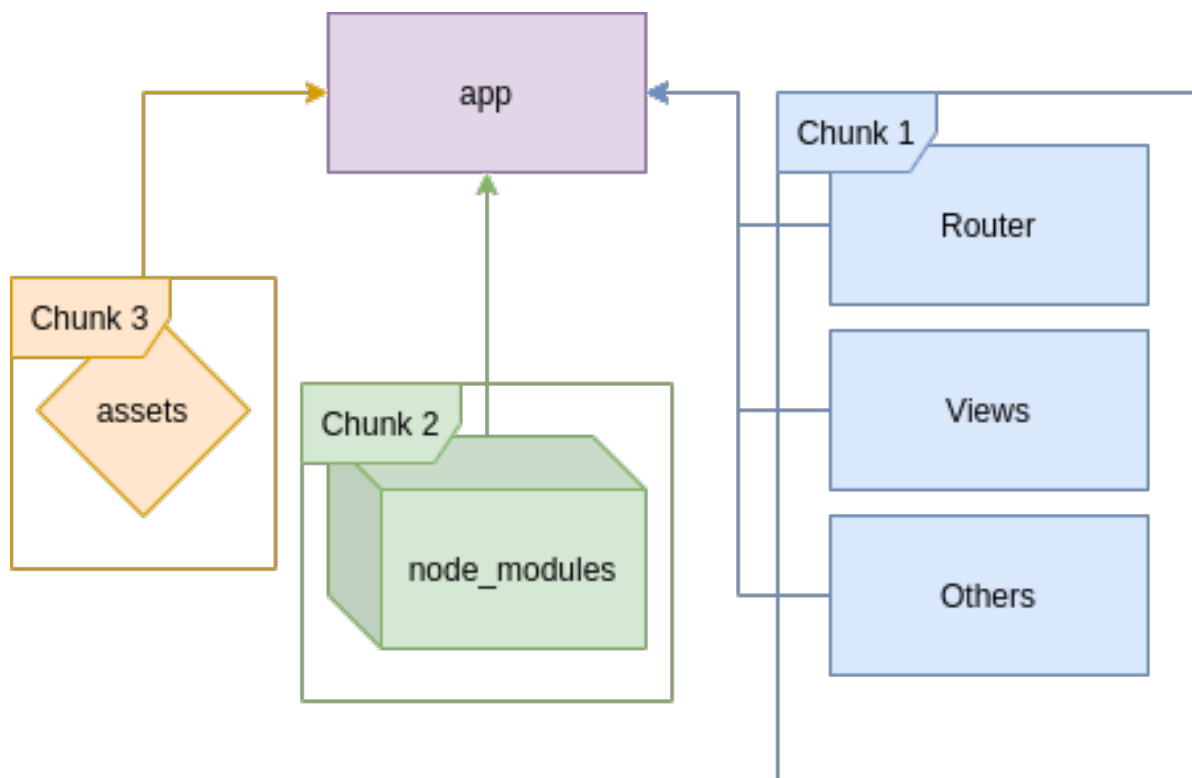 app
Chunk 1
Router
Chunk 3
assets
Chunk 2
Views
node_modules
Others